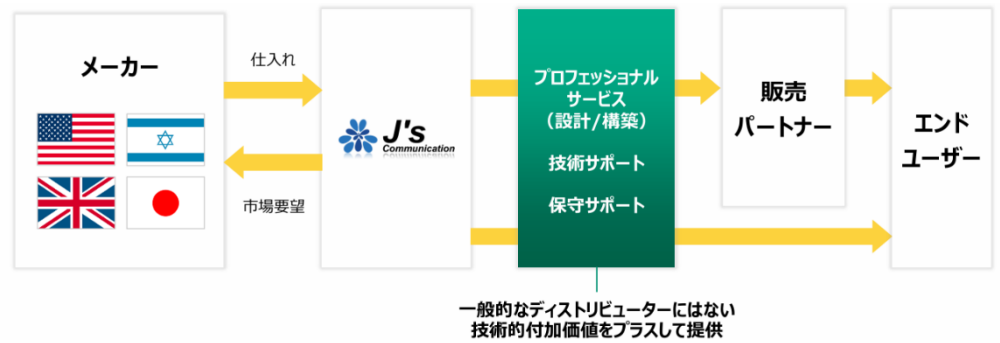 メーカー
仕入れ
市場要望
J's
Communication
プロフェッショナル
サービス
（設計/構築）
技術サポート
保守サポート
販売
パートナー
エンド
ユーザー
一般的なディストリビューターにはない
技術的付加価値をプラスして提供